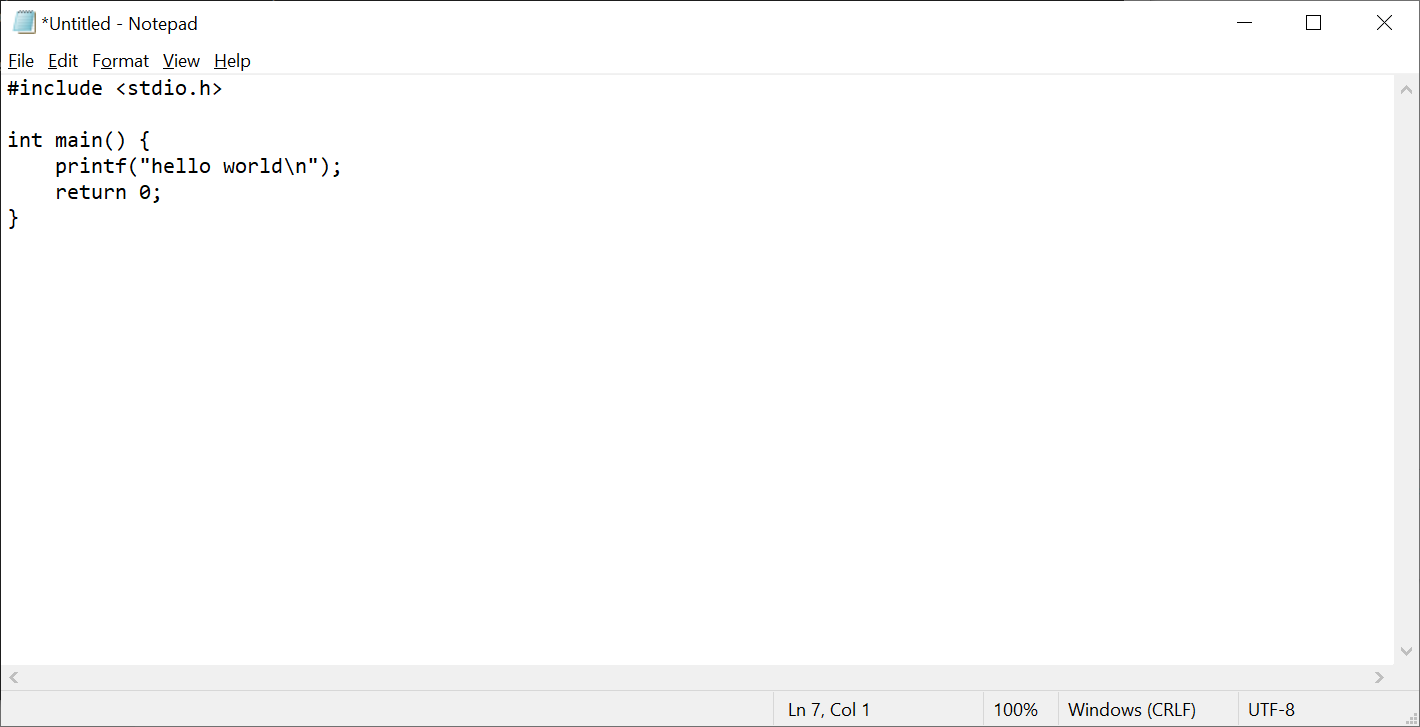 *Untitled - Notepad
File Edit Format View Help
#include <stdio.h>

int main() {
    printf("hello world\n");
    return 0;
}
Ln 7, Col 1 100% Windows (CRLF) UTF-8